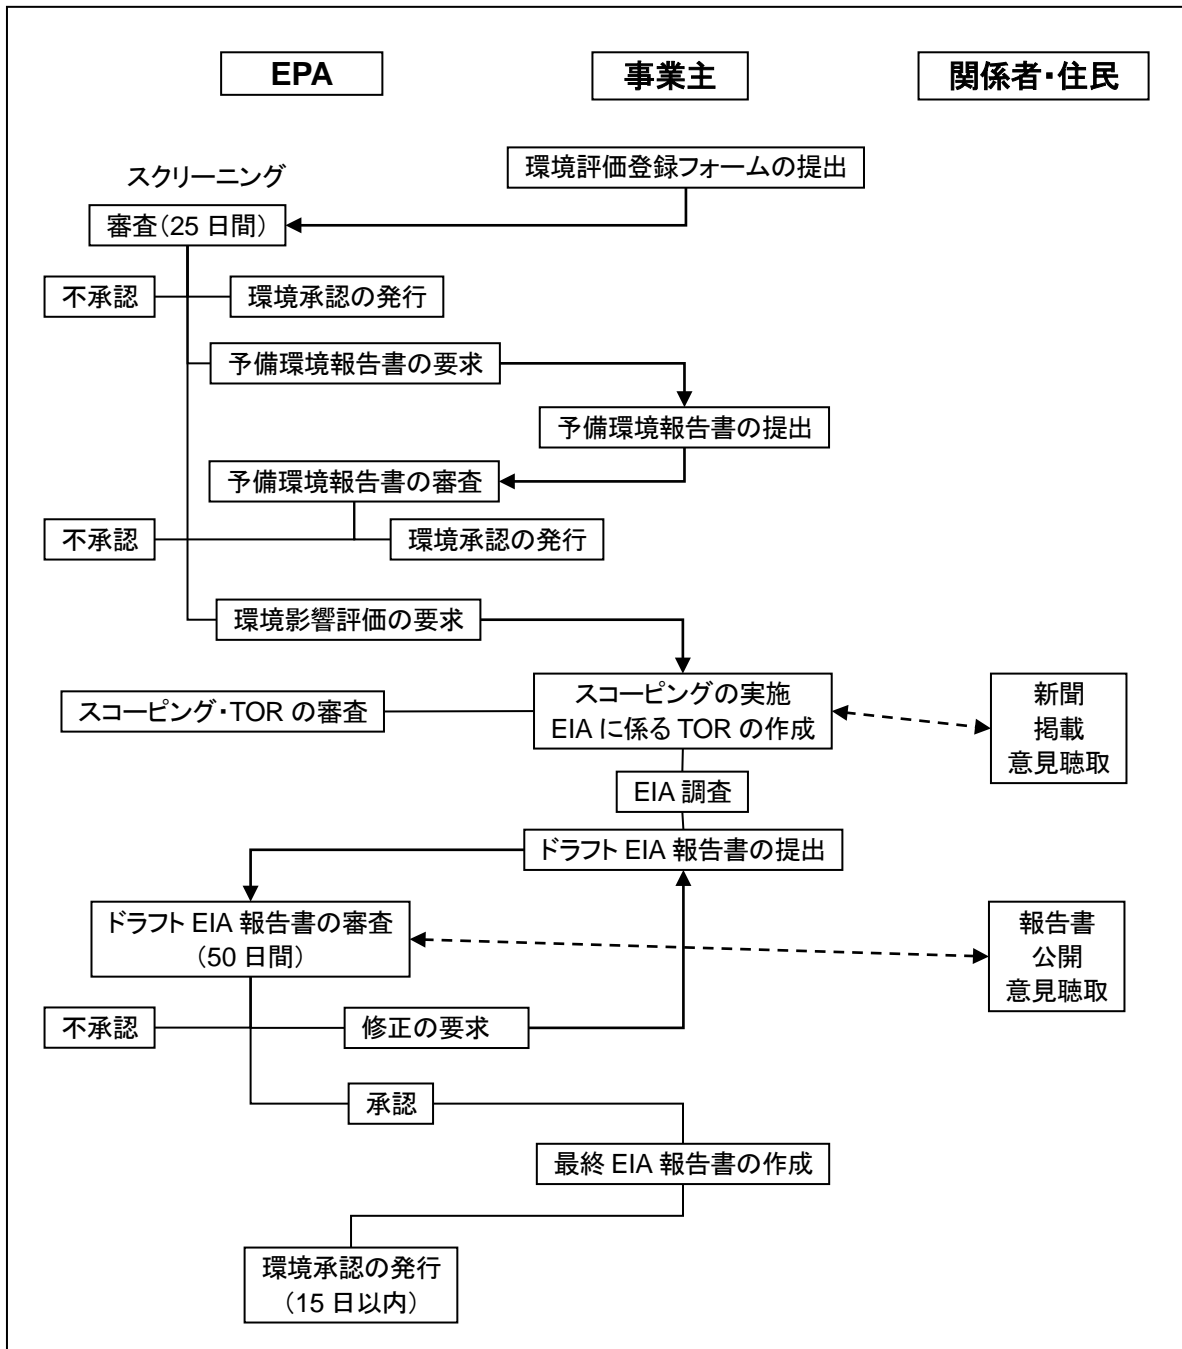 EPA
事業主
関係者・住民
環境評価登録フォームの提出
スクリーニング
審査（25 日間）
不承認
環境承認の発行
予備環境報告書の要求
予備環境報告書の提出
予備環境報告書の審査
不承認
環境承認の発行
環境影響評価の要求
スコーピング・TOR の審査
スコーピングの実施
EIA に係る TOR の作成
新聞
掲載
意見聴取
EIA 調査
ドラフト EIA 報告書の提出
ドラフト EIA 報告書の審査
（50 日間）
報告書
公開
意見聴取
不承認
修正の要求
承認
最終 EIA 報告書の作成
環境承認の発行
（15 日以内）